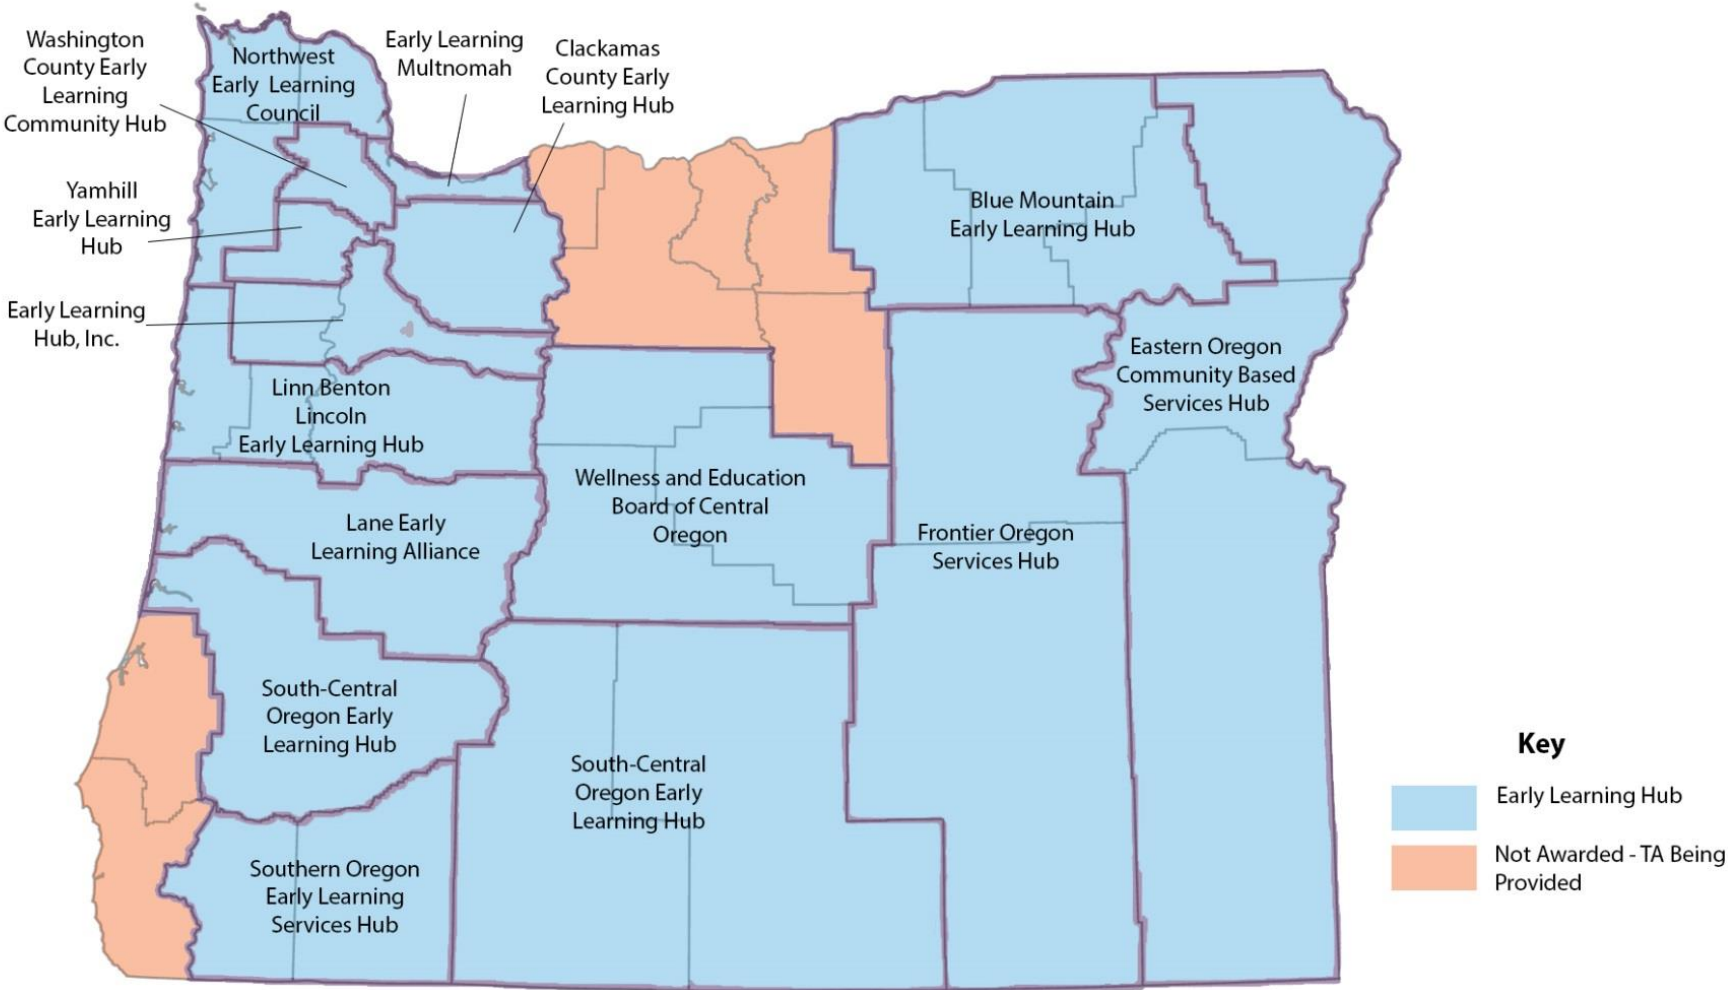 Washington
County Early
Learning
Community Hub
Northwest
Early Learning
Council
Early Learning
Multnomah
Clackamas
County Early
Learning Hub
Yamhill
Early Learning
Hub
Blue Mountain
Early Learning Hub
Early Learning
Hub, Inc.
Eastern Oregon
Community Based
Services Hub
Linn Benton
Lincoln
Early Learning Hub
Wellness and Education
Board of Central
Oregon
Lane Early
Learning Alliance
Frontier Oregon
Services Hub
South-Central
Oregon Early
Learning Hub
South-Central
Oregon Early
Learning Hub
Southern Oregon
Early Learning
Services Hub
Key
Early Learning Hub
Not Awarded - TA Being
Provided